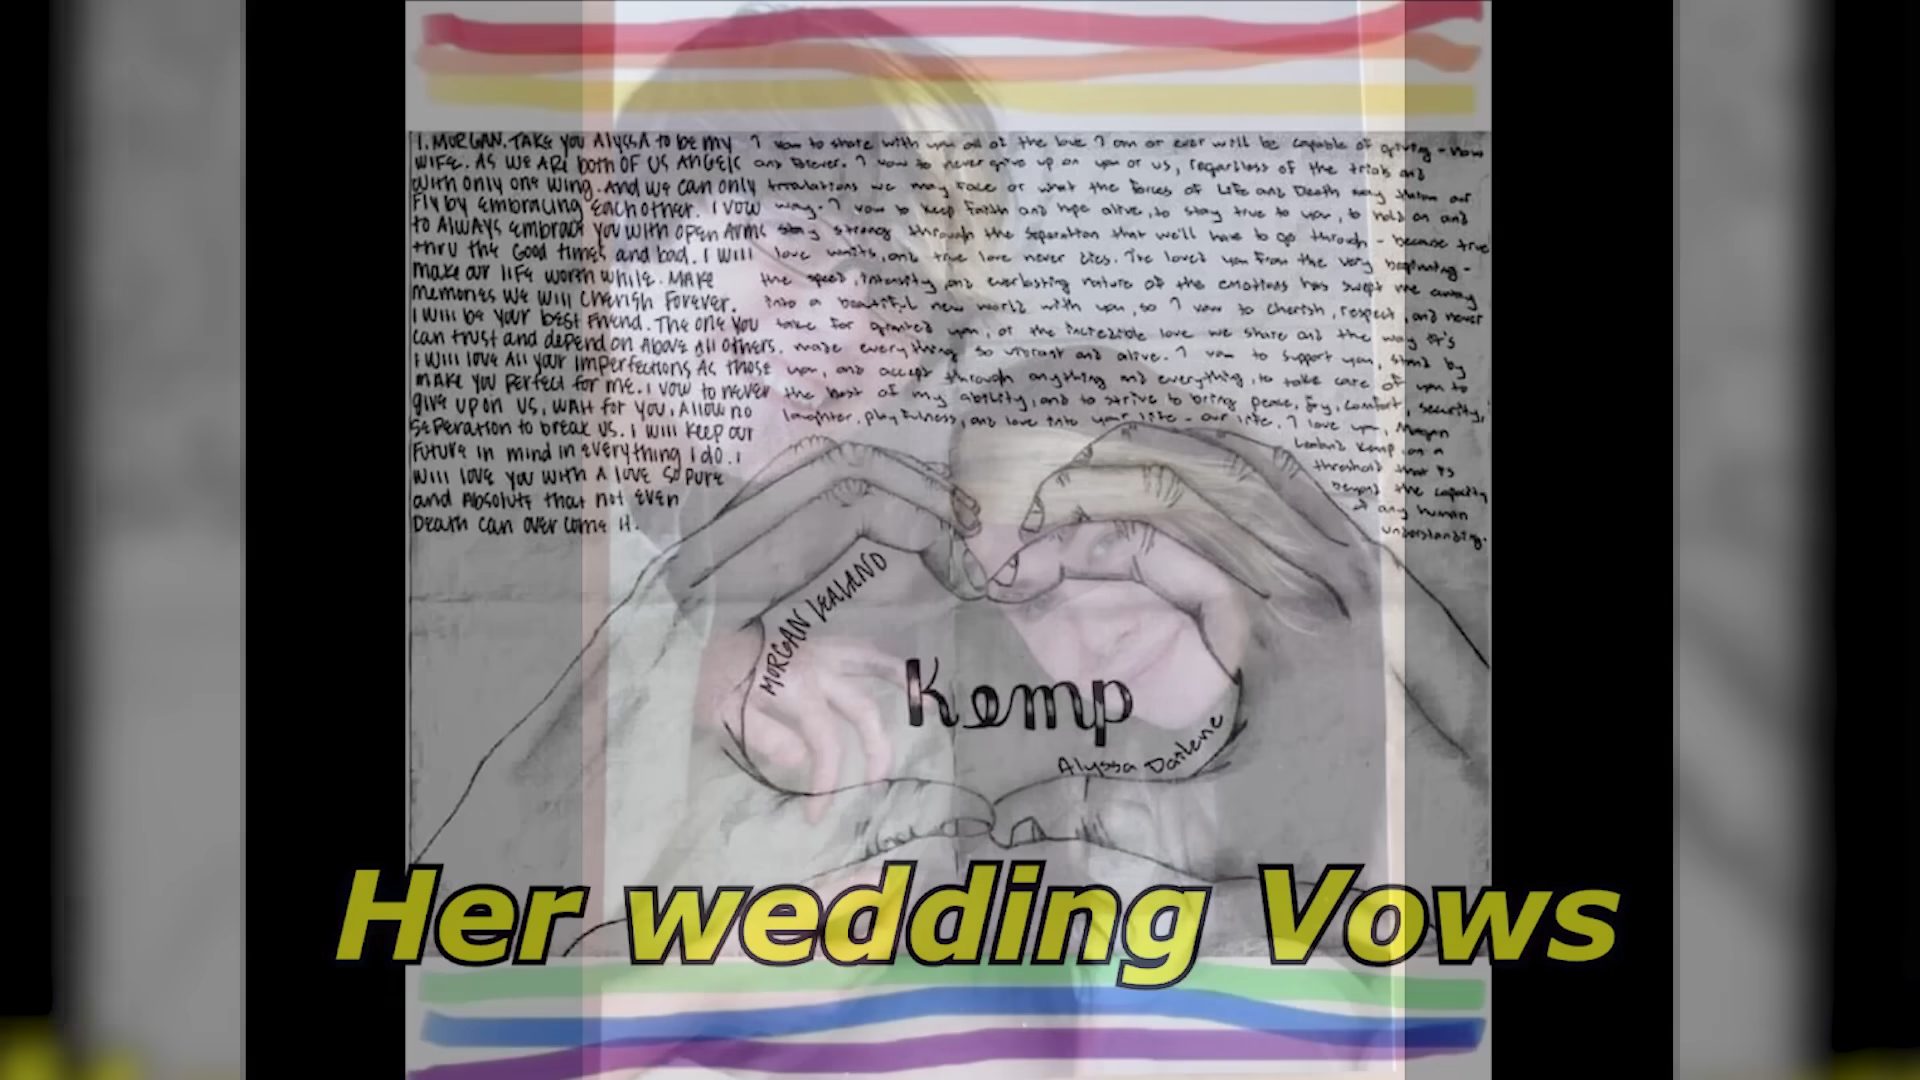 I, MORGAN, TAKE YOU ALYSSA TO BE MY
WIFE. AS WE ARE BOTH OF US ANGELS
WITH ONLY ONE WING. AND WE CAN ONLY
FLY BY EMBRACING EACH OTHER. I VOW
TO ALWAYS EMBRACE YOU WITH OPEN ARMS
THRU THE GOOD TIMES AND BAD. I WILL
MAKE OUR LIFE WORTH WHILE. MAKE
MEMORIES WE WILL CHERISH FOREVER.
I WILL BE YOUR BEST FRIEND. THE ONE YOU
CAN TRUST AND DEPEND ON ABOVE ALL OTHERS.
I WILL LOVE ALL YOUR IMPERFECTIONS AS THOSE
MAKE YOU PERFECT FOR ME. I VOW TO NEVER
GIVE UP ON US, WAIT FOR YOU, ALLOW NO
SEPERATION TO BREAK US. I WILL KEEP OUR
FUTURE IN MIND IN EVERYTHING I DO. I
WILL LOVE YOU WITH A LOVE SO PURE
AND ABSOLUTE THAT NOT EVEN
DEATH CAN OVER COME IT.
I vow to share with you all of the love I am or ever will be capable of giving - now
and forever. I vow to never give up on you or us, regardless of the trials and
we may face or what the forces of Life and Death may throw our
way. I vow to keep faith and hope alive, to stay true to you, to hold on and
stay strong through the separation that we'll have to go through - because true
love waits, and true love never dies. I've loved you from the very beginning -
the speed, intensity, and everlasting nature of the emotions has swept me away
into a beautiful new world with you, so I vow to cherish, respect, and never
take for granted you, or the incredible love we share and the way it's
made everything so vibrant and alive. I vow to support you, stand by
you, and accept through anything and everything, to take care of you to
the best of my ability, and to strive to bring peace, joy, comfort, security,
laughter, playfulness, and love into your life - our life. I love you, Morgan
Lealand Kemp, on a
threshold that is
beyond the capacity
of any human
understanding.
MORGAN LEALAND
Kemp
Alyssa Darlene
Her wedding Vows